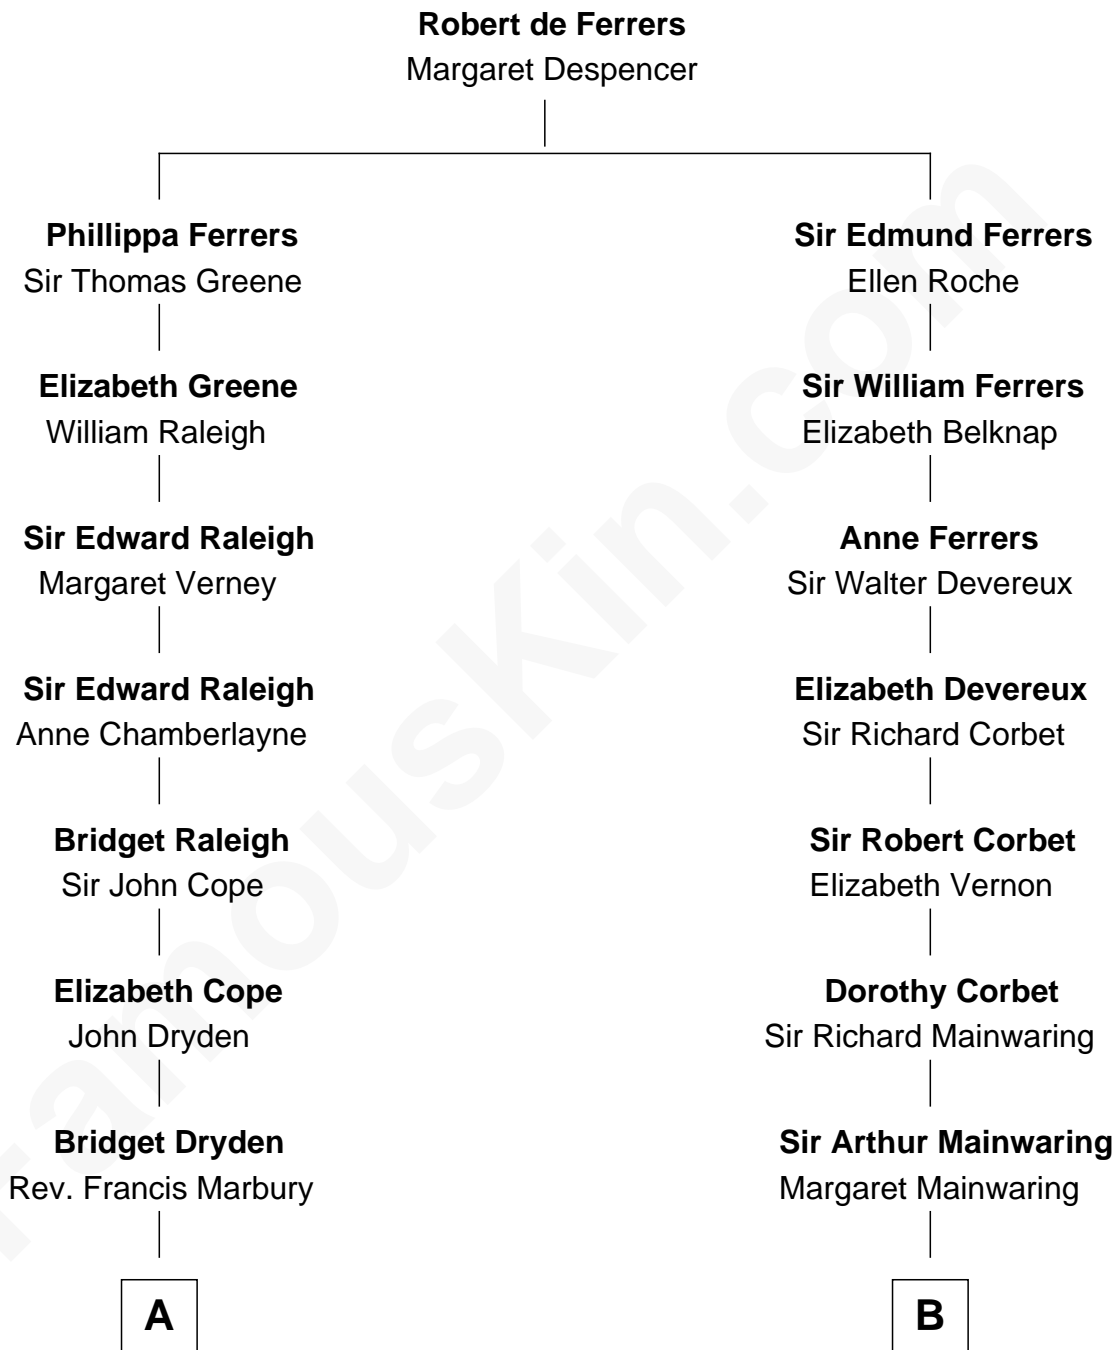 Robert de Ferrers
Margaret Despencer
Phillippa Ferrers
Sir Thomas Greene
Elizabeth Greene
William Raleigh
Sir Edward Raleigh
Margaret Verney
Sir Edward Raleigh
Anne Chamberlayne
Bridget Raleigh
Sir John Cope
Elizabeth Cope
John Dryden
Bridget Dryden
Rev. Francis Marbury
A
Sir Edmund Ferrers
Ellen Roche
Sir William Ferrers
Elizabeth Belknap
Anne Ferrers
Sir Walter Devereux
Elizabeth Devereux
Sir Richard Corbet
Sir Robert Corbet
Elizabeth Vernon
Dorothy Corbet
Sir Richard Mainwaring
Sir Arthur Mainwaring
Margaret Mainwaring
B
FamousKin.com